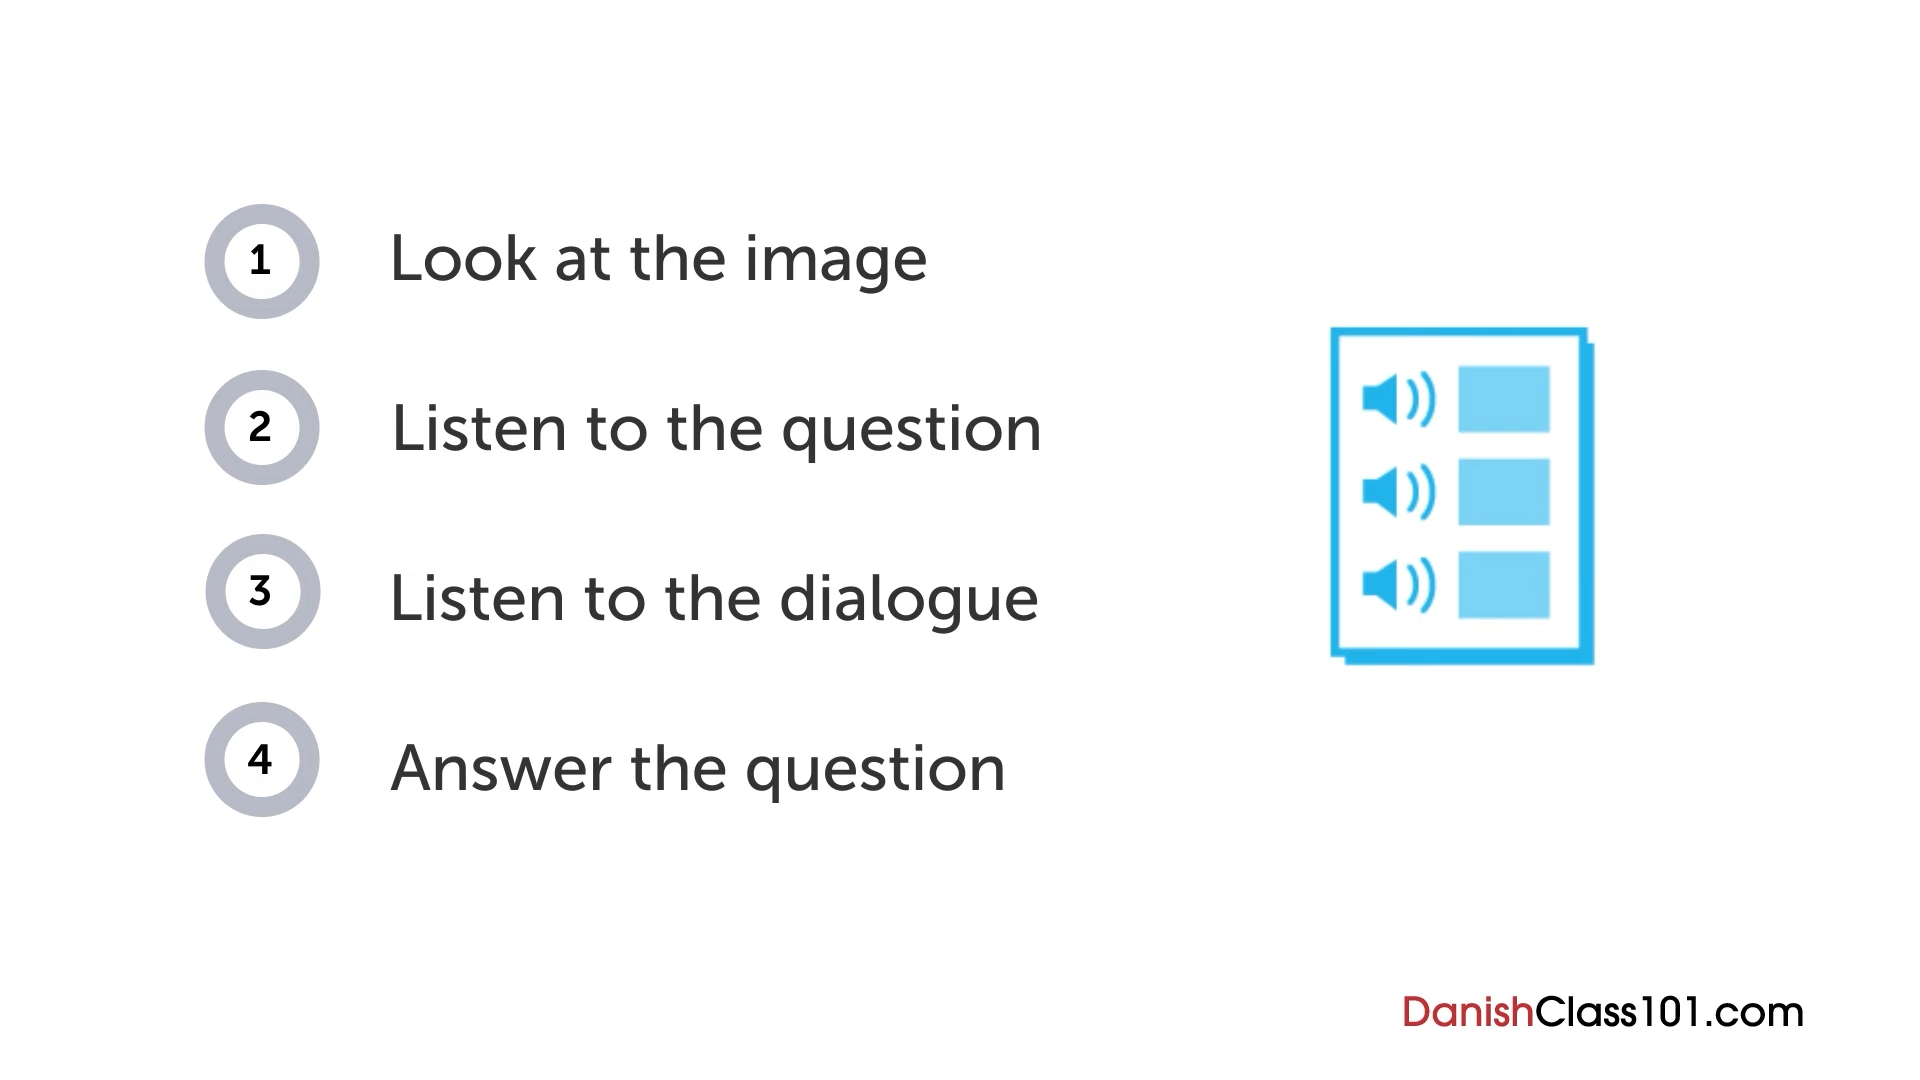 1 Look at the image
2 Listen to the question
3 Listen to the dialogue
4 Answer the question
DanishClass101.com